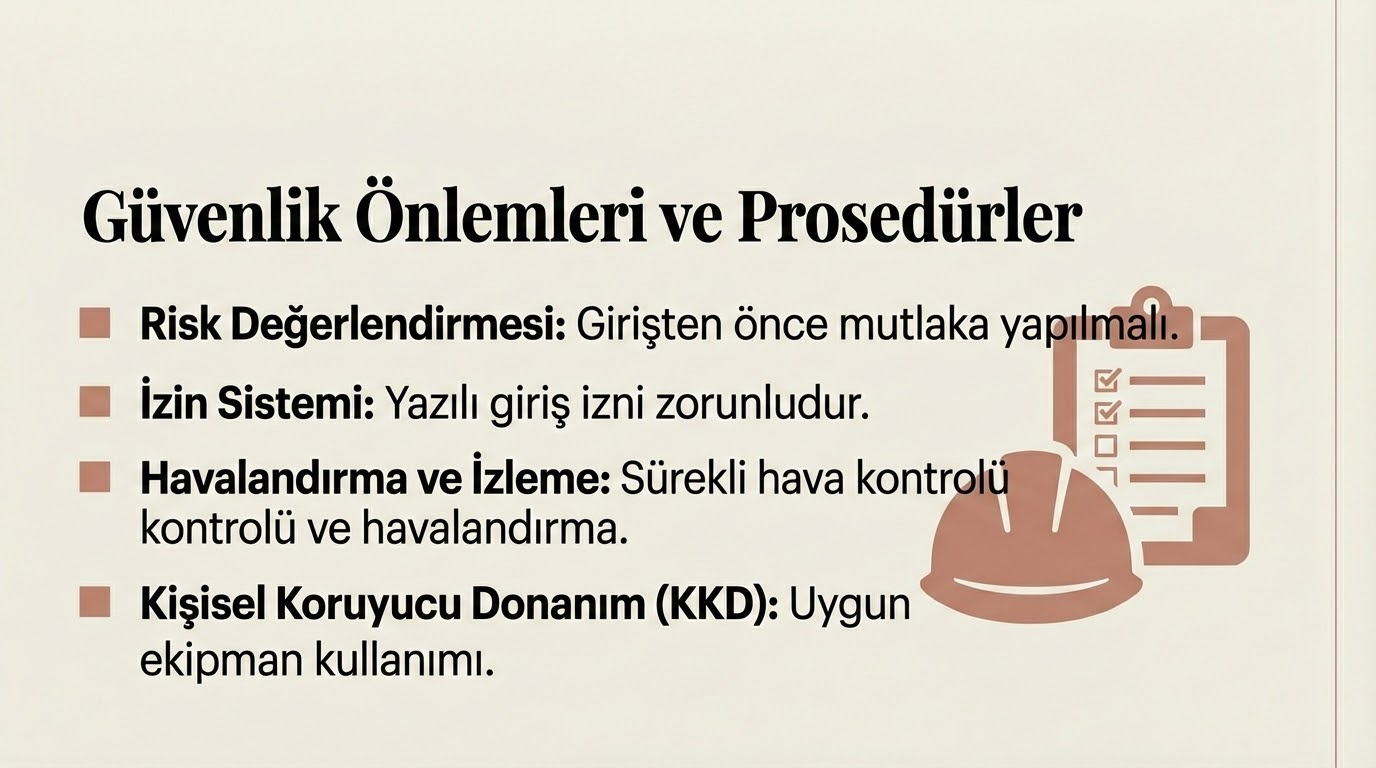 Güvenlik Önlemleri ve Prosedürler
Risk Değerlendirmesi: Girişten önce mutlaka yapılmalı.
İzin Sistemi: Yazılı giriş izni zorunludur.
Havalandırma ve İzleme: Sürekli hava kontrolü
kontrolü ve havalandırma.
Kişisel Koruyucu Donanım (KKD): Uygun
ekipman kullanımı.